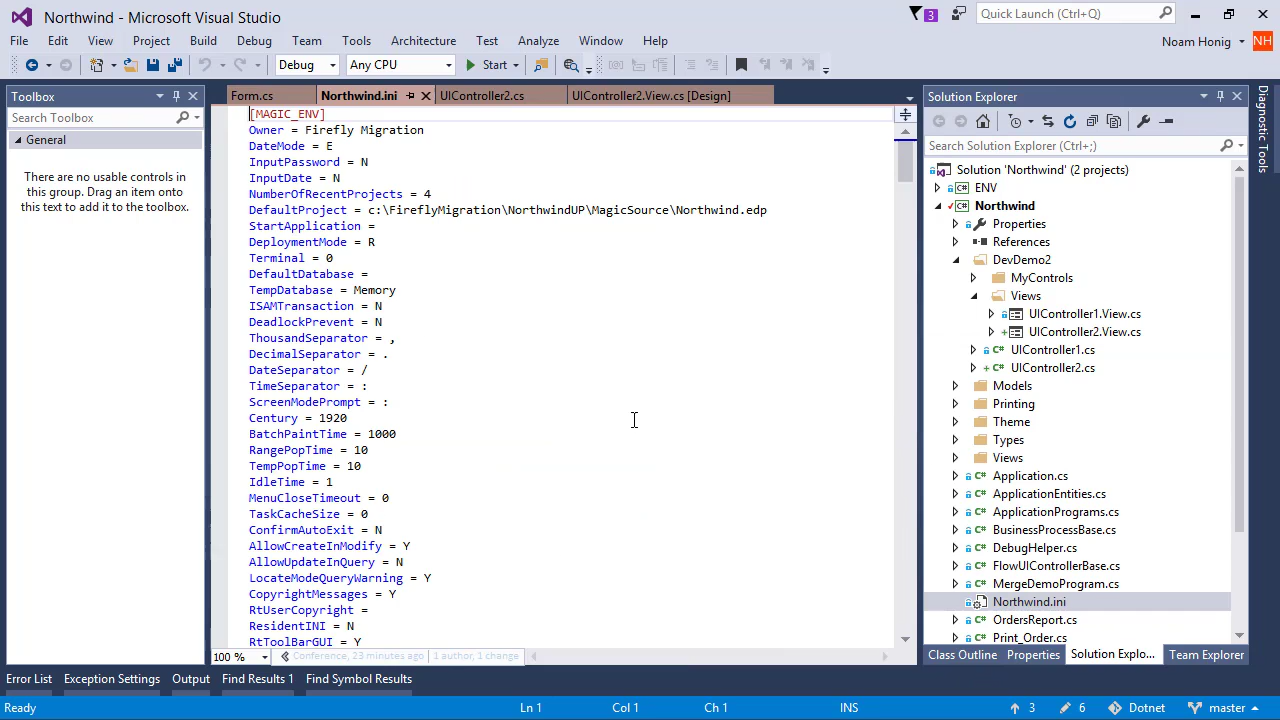 Northwind - Microsoft Visual Studio
3
Quick Launch (Ctrl+Q)
File Edit View Project Build Debug Team Tools Architecture Test Analyze Window Help
Noam Honig NH
Debug Any CPU Start
Toolbox
Search Toolbox
General
There are no usable controls in
this group. Drag an item onto
this text to add it to the toolbox.
Form.cs Northwind.ini UIController2.cs UIController2.View.cs [Design]
[MAGIC_ENV]
Owner = Firefly Migration
DateMode = E
InputPassword = N
InputDate = N
NumberOfRecentProjects = 4
DefaultProject = c:\FireflyMigration\NorthwindUP\MagicSource\Northwind.edp
StartApplication =
DeploymentMode = R
Terminal = 0
DefaultDatabase =
TempDatabase = Memory
ISAMTransaction = N
DeadlockPrevent = N
ThousandSeparator = ,
DecimalSeparator = .
DateSeparator = /
TimeSeparator = :
ScreenModePrompt = :
Century = 1920
BatchPaintTime = 1000
RangePopTime = 10
TempPopTime = 10
IdleTime = 1
MenuCloseTimeout = 0
TaskCacheSize = 0
ConfirmAutoExit = N
AllowCreateInModify = Y
AllowUpdateInQuery = N
LocateModeQueryWarning = Y
CopyrightMessages = Y
RtUserCopyright =
ResidentINI = N
RtToolBarGUI = Y
100 % Conference, 23 minutes ago | 1 author, 1 change
Solution Explorer
Search Solution Explorer (Ctrl+;)
Solution 'Northwind' (2 projects)
ENV
Northwind
Properties
References
DevDemo2
MyControls
Views
UIController1.View.cs
UIController2.View.cs
UIController1.cs
UIController2.cs
Models
Printing
Theme
Types
Views
Application.cs
ApplicationEntities.cs
ApplicationPrograms.cs
BusinessProcessBase.cs
DebugHelper.cs
FlowUIControllerBase.cs
MergeDemoProgram.cs
Northwind.ini
OrdersReport.cs
Print_Order.cs
Class Outline Properties Solution Explo... Team Explorer
Diagnostic Tools
Error List Exception Settings Output Find Results 1 Find Symbol Results
Ready Ln 1 Col 1 Ch 1 INS 3 6 Dotnet master